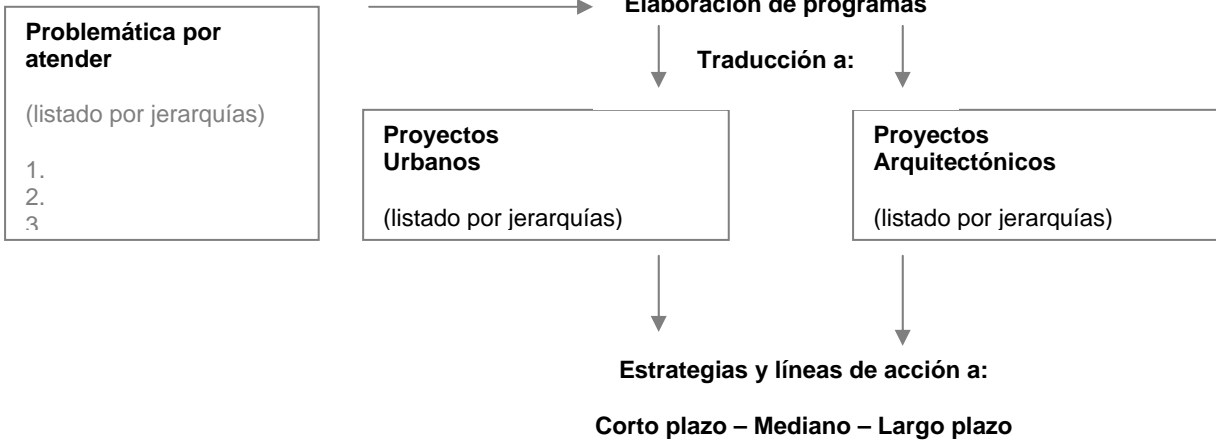 Elaboración de programas
Problemática por
atender
Traducción a:
(listado por jerarquías)
1.
2.
3
Proyectos
Urbanos
(listado por jerarquías)
Proyectos
Arquitectónicos
(listado por jerarquías)
Estrategias y líneas de acción a:
Corto plazo – Mediano – Largo plazo